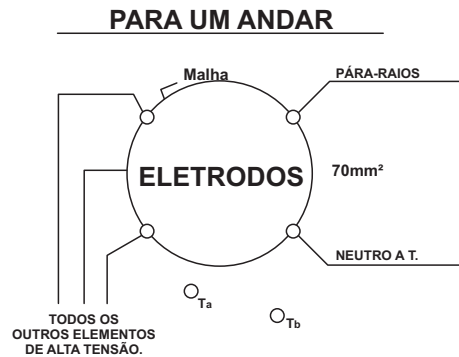 PARA UM ANDAR
Malha
PÁRA-RAIOS
ELETRODOS
70mm²
NEUTRO A T.
Ta
Tb
TODOS OS
OUTROS ELEMENTOS
DE ALTA TENSÃO.